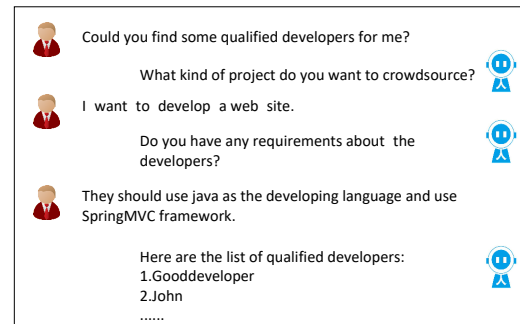 Could you find some qualified developers for me?
What kind of project do you want to crowdsource?
I want to develop a web site.
Do you have any requirements about the
developers?
They should use java as the developing language and use
SpringMVC framework.
Here are the list of qualified developers:
1.Gooddeveloper
2.John
......